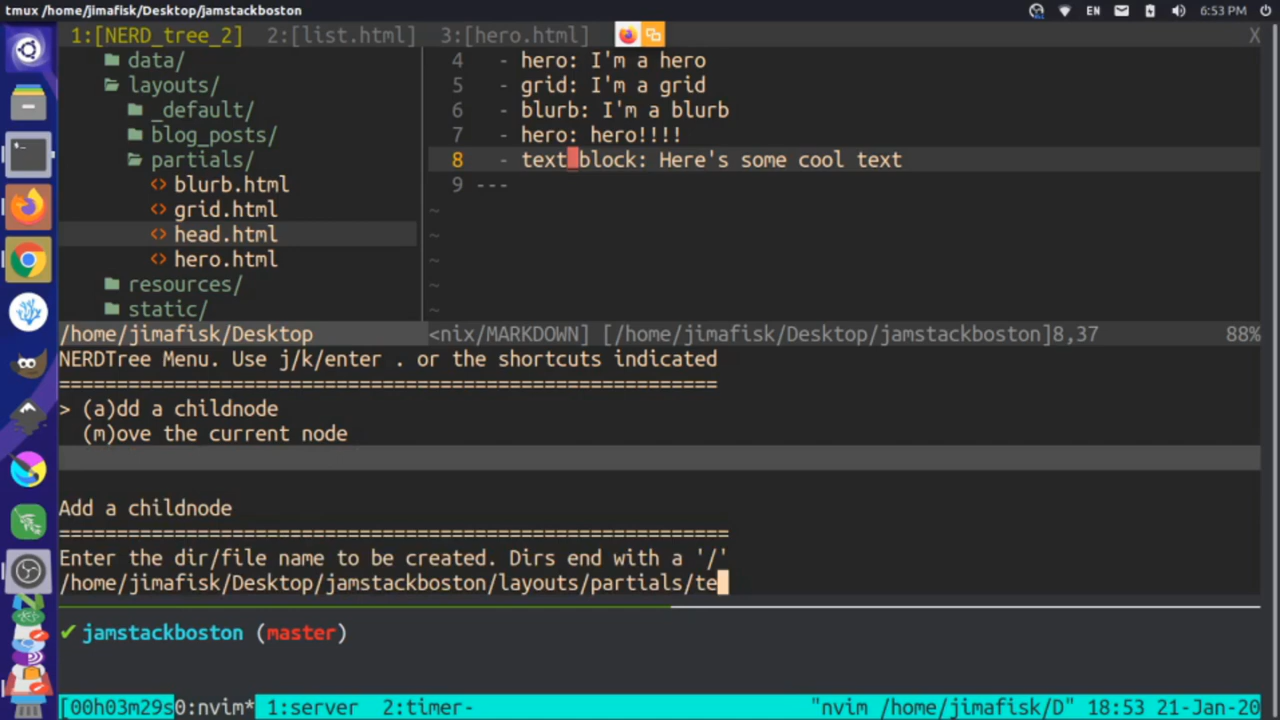 tmux /home/jimafisk/Desktop/jamstackboston
EN
6:53 PM
1:[NERD_tree_2] 2:[list.html] 3:[hero.html] X
data/
layouts/
_default/
blog_posts/
partials/
<> blurb.html
<> grid.html
<> head.html
<> hero.html
resources/
static/
4 - hero: I'm a hero
5 - grid: I'm a grid
6 - blurb: I'm a blurb
7 - hero: hero!!!!
8 - text block: Here's some cool text
9 ---
~
~
~
~
~
~
/home/jimafisk/Desktop <nix/MARKDOWN] [/home/jimafisk/Desktop/jamstackboston]8,37 88%
NERDTree Menu. Use j/k/enter . or the shortcuts indicated
=========================================================
> (a)dd a childnode
(m)ove the current node
Add a childnode
==========================================================
Enter the dir/file name to be created. Dirs end with a '/'
/home/jimafisk/Desktop/jamstackboston/layouts/partials/te
✔ jamstackboston (master)
[00h03m29s0:nvim* 1:server 2:timer- "nvim /home/jimafisk/D" 18:53 21-Jan-20